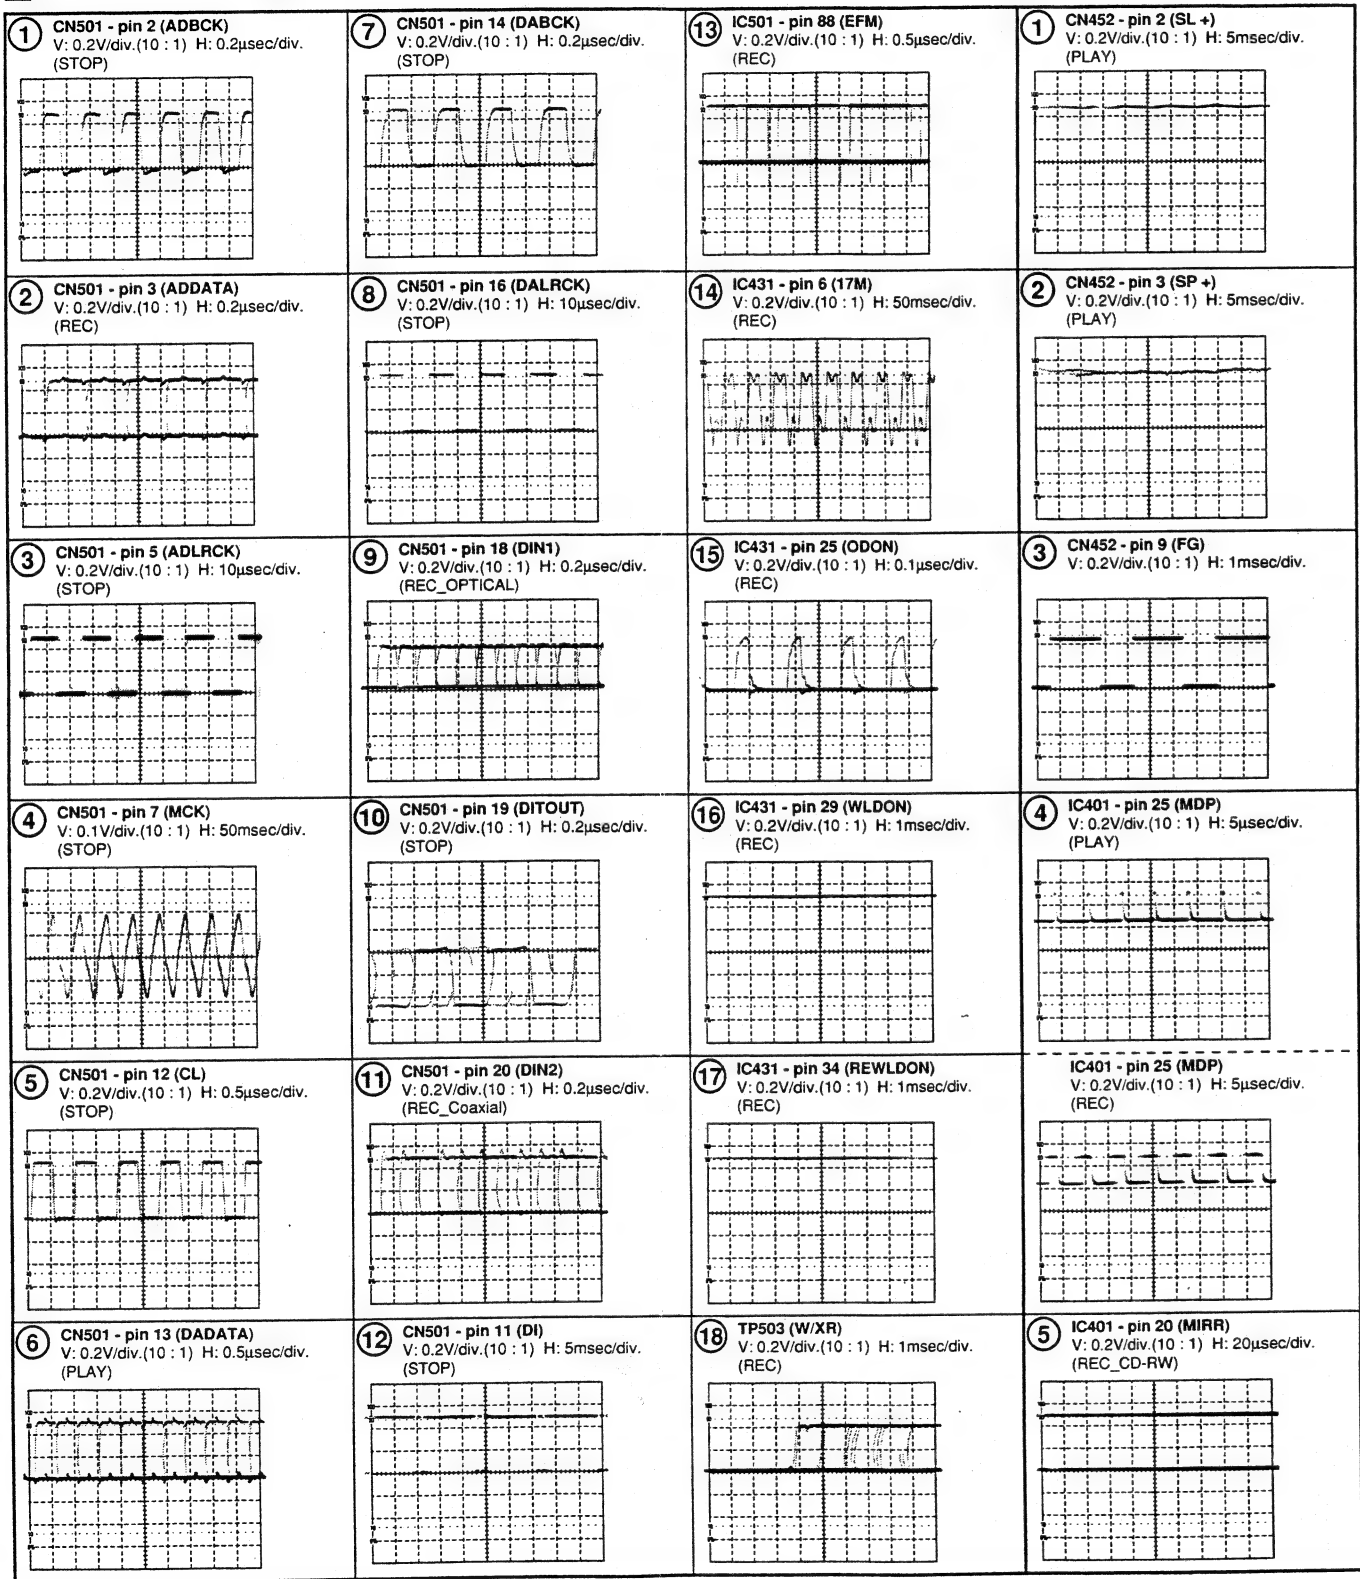 1 CN501 - pin 2 (ADBCK)
V: 0.2V/div.(10 : 1) H: 0.2µsec/div.
(STOP)
2 CN501 - pin 3 (ADDATA)
V: 0.2V/div.(10 : 1) H: 0.2µsec/div.
(REC)
3 CN501 - pin 5 (ADLRCK)
V: 0.2V/div.(10 : 1) H: 10µsec/div.
(STOP)
4 CN501 - pin 7 (MCK)
V: 0.1V/div.(10 : 1) H: 50msec/div.
(STOP)
5 CN501 - pin 12 (CL)
V: 0.2V/div.(10 : 1) H: 0.5µsec/div.
(STOP)
6 CN501 - pin 13 (DADATA)
V: 0.2V/div.(10 : 1) H: 0.5µsec/div.
(PLAY)
7 CN501 - pin 14 (DABCK)
V: 0.2V/div.(10 : 1) H: 0.2µsec/div.
(STOP)
8 CN501 - pin 16 (DALRCK)
V: 0.2V/div.(10 : 1) H: 10µsec/div.
(STOP)
9 CN501 - pin 18 (DIN1)
V: 0.2V/div.(10 : 1) H: 0.2µsec/div.
(REC_OPTICAL)
10 CN501 - pin 19 (DITOUT)
V: 0.2V/div.(10 : 1) H: 0.2µsec/div.
(STOP)
11 CN501 - pin 20 (DIN2)
V: 0.2V/div.(10 : 1) H: 0.2µsec/div.
(REC_Coaxial)
12 CN501 - pin 11 (DI)
V: 0.2V/div.(10 : 1) H: 5msec/div.
(STOP)
13 IC501 - pin 88 (EFM)
V: 0.2V/div.(10 : 1) H: 0.5µsec/div.
(REC)
14 IC431 - pin 6 (17M)
V: 0.2V/div.(10 : 1) H: 50msec/div.
(REC)
15 IC431 - pin 25 (ODON)
V: 0.2V/div.(10 : 1) H: 0.1µsec/div.
(REC)
16 IC431 - pin 29 (WLDON)
V: 0.2V/div.(10 : 1) H: 1msec/div.
(REC)
17 IC431 - pin 34 (REWLDON)
V: 0.2V/div.(10 : 1) H: 1msec/div.
(REC)
18 TP503 (W/XR)
V: 0.2V/div.(10 : 1) H: 1msec/div.
(REC)
1 CN452 - pin 2 (SL +)
V: 0.2V/div.(10 : 1) H: 5msec/div.
(PLAY)
2 CN452 - pin 3 (SP +)
V: 0.2V/div.(10 : 1) H: 5msec/div.
(PLAY)
3 CN452 - pin 9 (FG)
V: 0.2V/div.(10 : 1) H: 1msec/div.
4 IC401 - pin 25 (MDP)
V: 0.2V/div.(10 : 1) H: 5µsec/div.
(PLAY)
IC401 - pin 25 (MDP)
V: 0.2V/div.(10 : 1) H: 5µsec/div.
(REC)
5 IC401 - pin 20 (MIRR)
V: 0.2V/div.(10 : 1) H: 20µsec/div.
(REC_CD-RW)